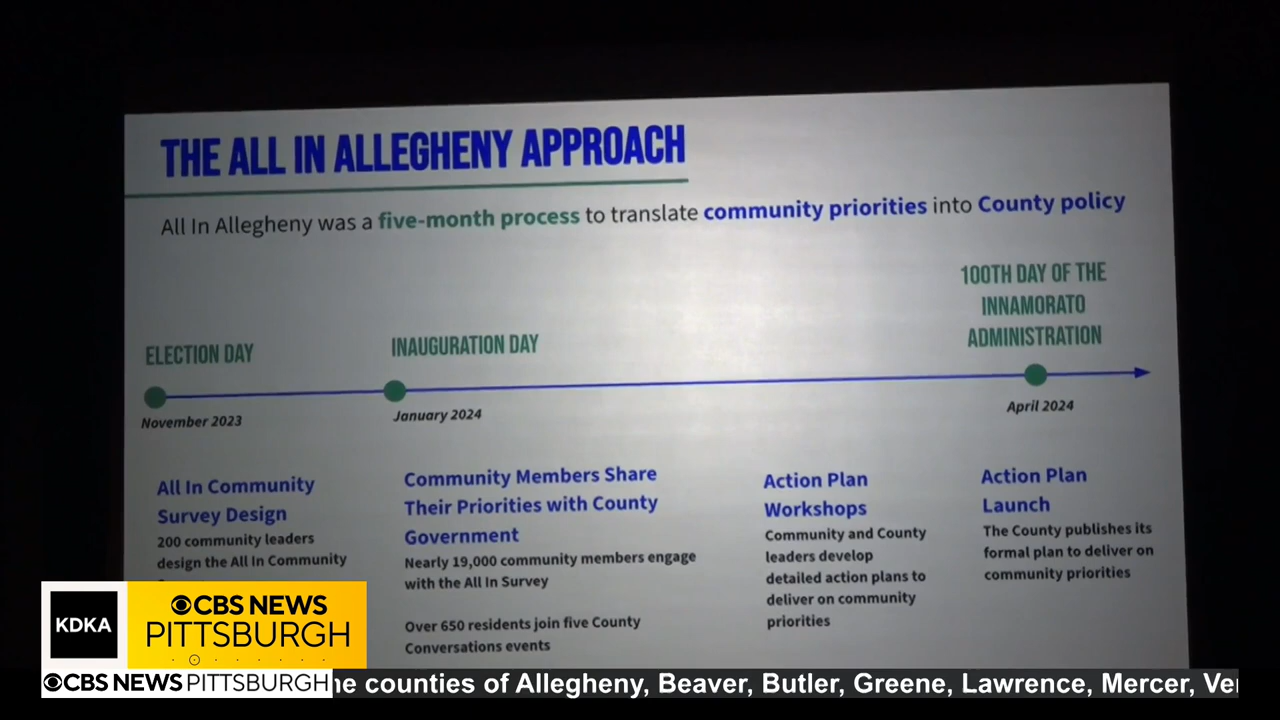 THE ALL IN ALLEGHENY APPROACH
All In Allegheny was a five-month process to translate community priorities into County policy
ELECTION DAY
INAUGURATION DAY
100TH DAY OF THE
INNAMORATO
ADMINISTRATION
November 2023
January 2024
April 2024
All In Community
Survey Design
200 community leaders
design the All In Community
Community Members Share
Their Priorities with County
Government
Nearly 19,000 community members engage
with the All In Survey
Over 650 residents join five County
Conversations events
Action Plan
Workshops
Community and County
leaders develop
detailed action plans to
deliver on community
priorities
Action Plan
Launch
The County publishes its
formal plan to deliver on
community priorities
KDKA
CBS NEWS
PITTSBURGH
CBS NEWS PITTSBURGH
he counties of Allegheny, Beaver, Butler, Greene, Lawrence, Mercer,